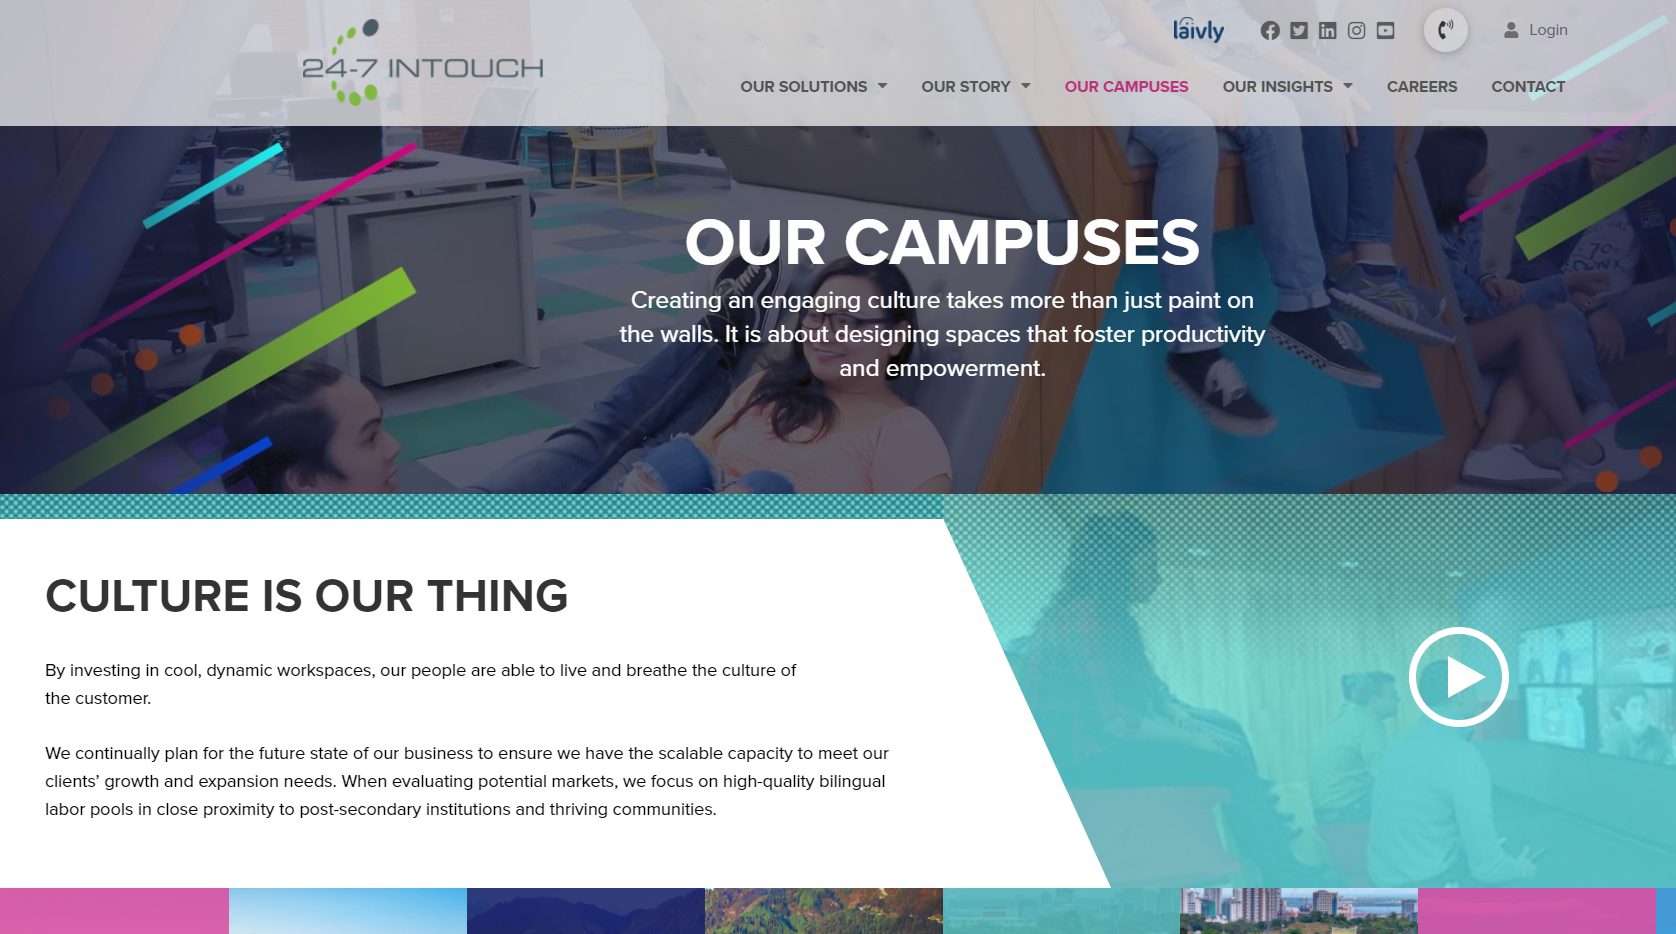 laivly
Login
24-7 INTOUCH
OUR SOLUTIONS OUR STORY OUR CAMPUSES OUR INSIGHTS CAREERS CONTACT
OUR CAMPUSES
Creating an engaging culture takes more than just paint on
the walls. It is about designing spaces that foster productivity
and empowerment.
CULTURE IS OUR THING
By investing in cool, dynamic workspaces, our people are able to live and breathe the culture of
the customer.
We continually plan for the future state of our business to ensure we have the scalable capacity to meet our
clients’ growth and expansion needs. When evaluating potential markets, we focus on high-quality bilingual
labor pools in close proximity to post-secondary institutions and thriving communities.